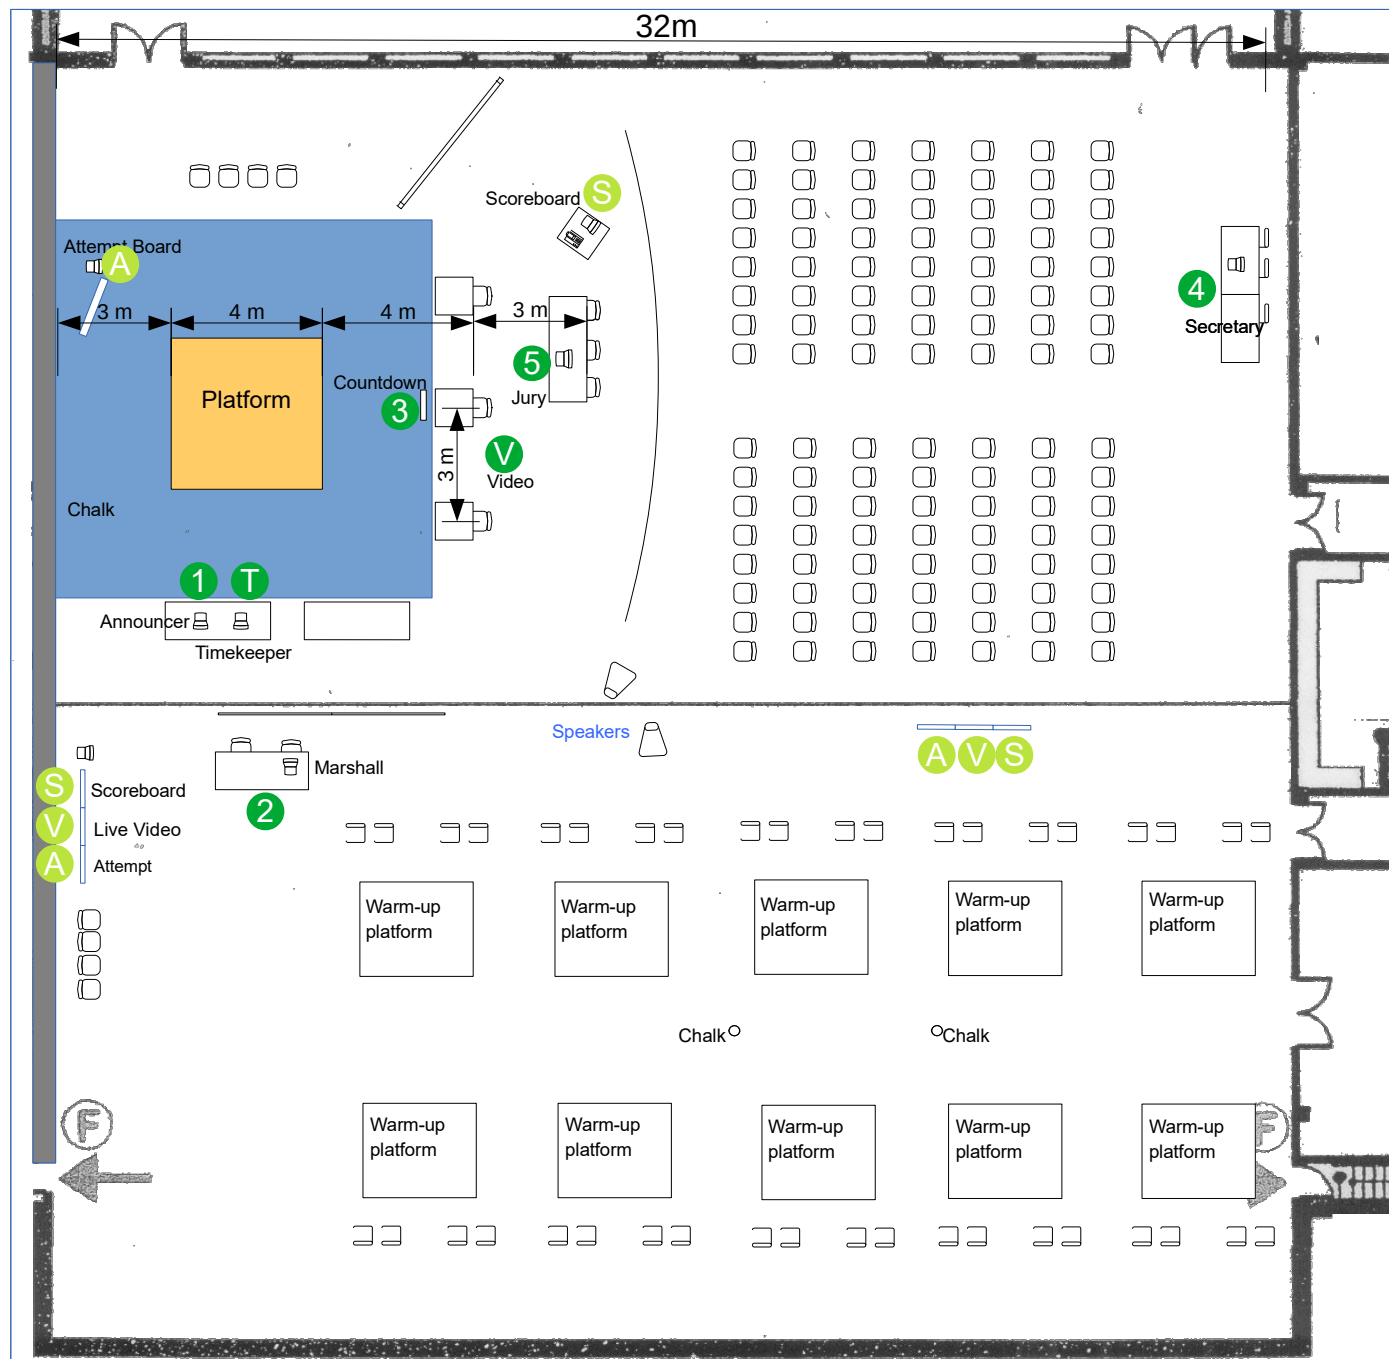 32m
Scoreboard S
Attempt Board
A
3 m
4 m
4 m
3 m
4
Secretary
5
Countdown
Platform
3
Jury
V
3 m
Video
Chalk
1
T
Announcer
Timekeeper
Speakers
A V S
Marshall
S
Scoreboard
2
V
Live Video
A
Attempt
Warm-up
platform
Warm-up
platform
Warm-up
platform
Warm-up
platform
Warm-up
platform
Chalk
Chalk
F
F
Warm-up
platform
Warm-up
platform
Warm-up
platform
Warm-up
platform
Warm-up
platform